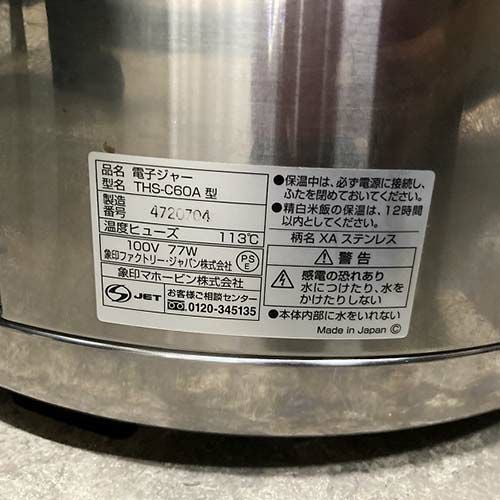 品名 電子ジャー
型名 THS-C60A 型
製造
番号 4720704
温度ヒューズ 113℃
100V 77W
象印ファクトリー・ジャパン株式会社
PS
E
象印マホービン株式会社
S JET
お客様ご相談センター
0120-345135
●保温中は、必ず電源に接続し、
ふたを閉めておいてください。
●精白米飯の保温は、12時間
以内としてください。
柄名 XA ステンレス
警告
感電の恐れあり
水につけたり、水を
かけたりしない
●本体内部に水をいれない
Made in Japan Ⓒ